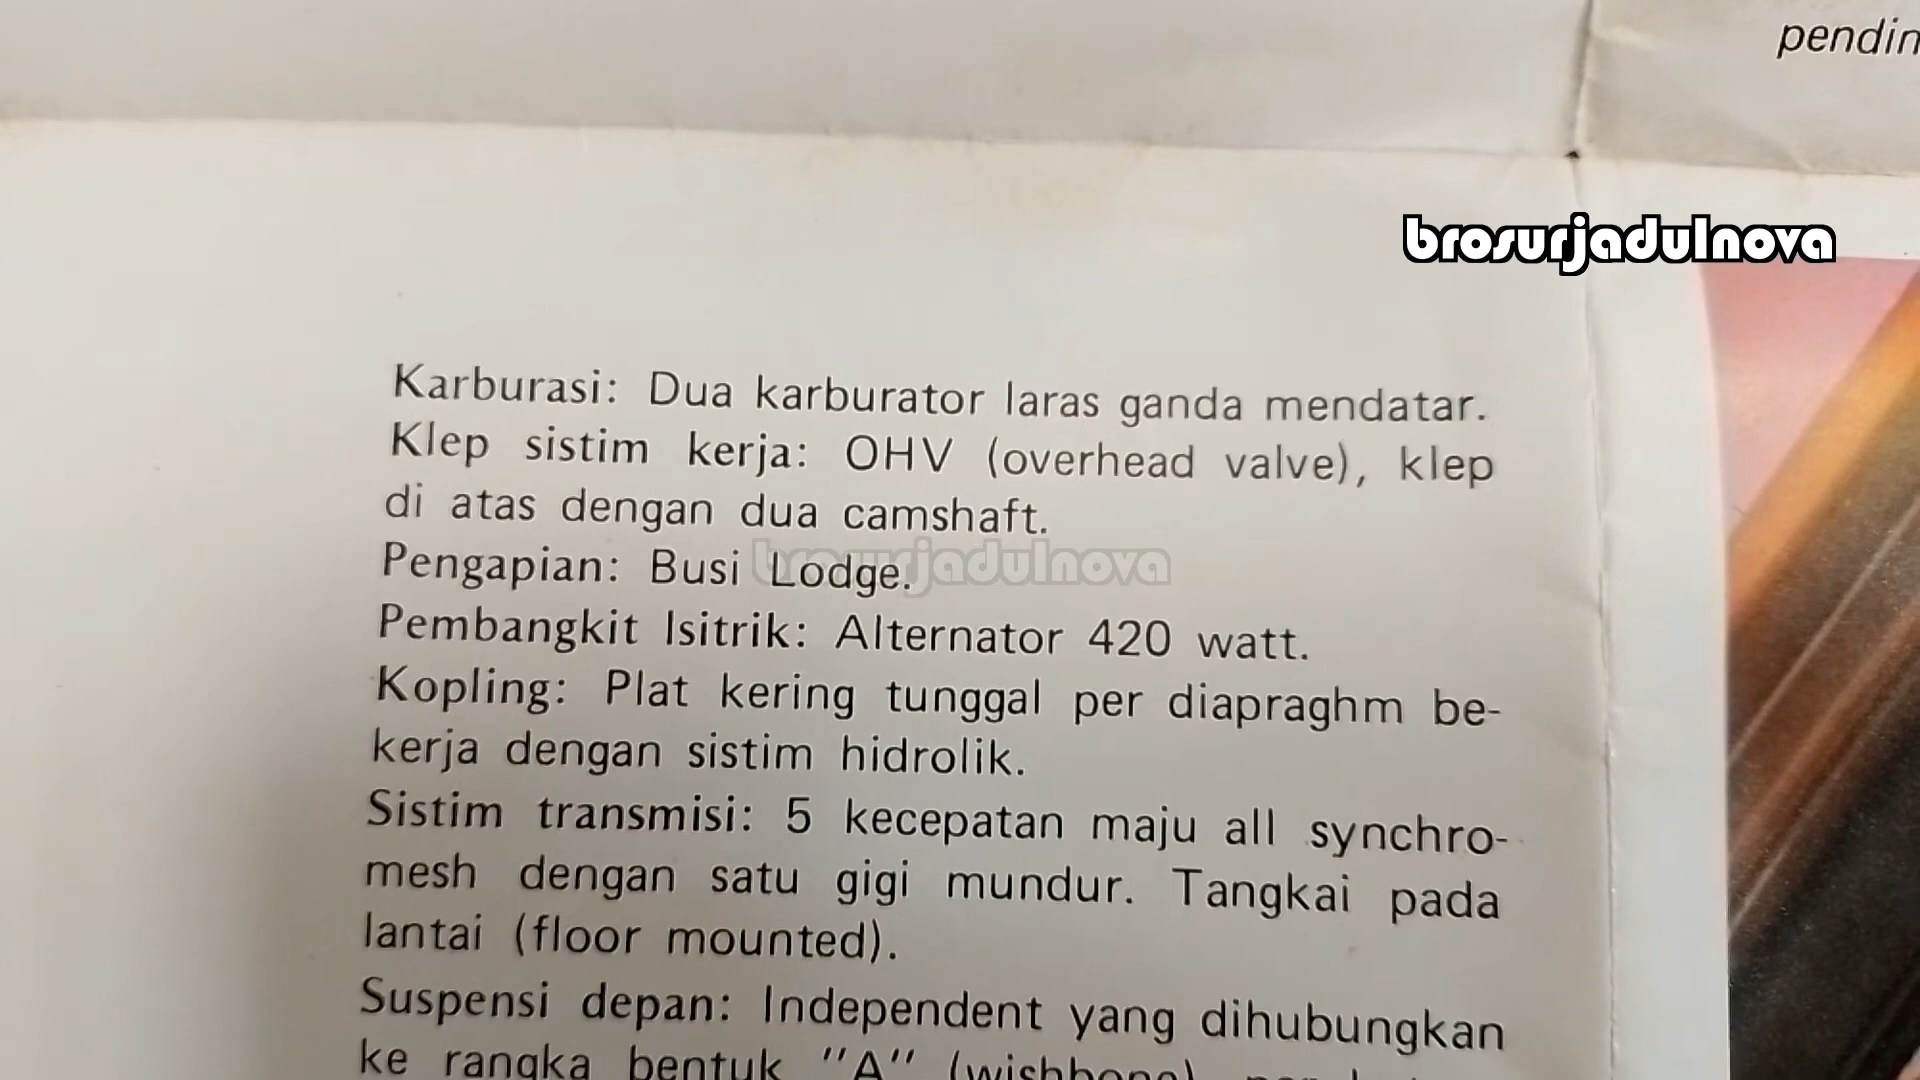 pendin
brosurjadulnova
Karburasi: Dua karburator laras ganda mendatar.
Klep sistim kerja: OHV (overhead valve), klep
di atas dengan dua camshaft.
brosurjadulnova
Pengapian: Busi Lodge.
Pembangkit lsitrik: Alternator 420 watt.
Kopling: Plat kering tunggal per diapraghm be-
kerja dengan sistim hidrolik.
Sistim transmisi: 5 kecepatan maju all synchro-
mesh dengan satu gigi mundur. Tangkai pada
lantai (floor mounted).
Suspensi depan: Independent yang dihubungkan
ke rangka bentuk "A" (wishbone)